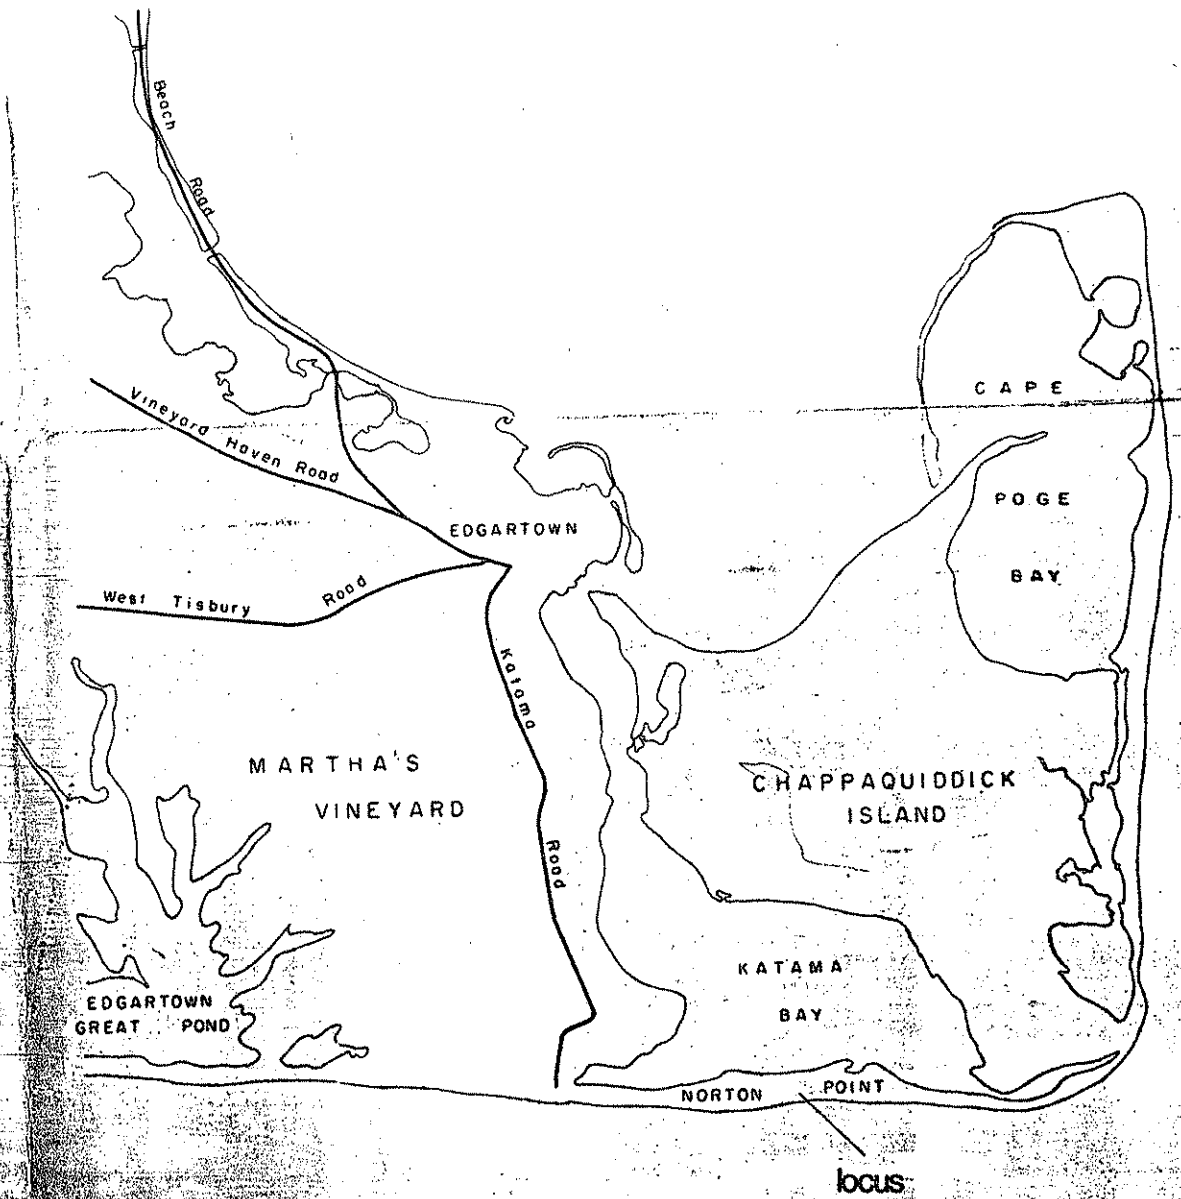 Beach
Road
CAPE
Vineyard Haven Road
POGE
EDGARTOWN
BAY
West Tisbury Road
Katama
MARTHA'S
VINEYARD
CHAPPAQUIDDICK
ISLAND
Road
KATAMA
BAY
EDGARTOWN
GREAT POND
NORTON POINT
locus